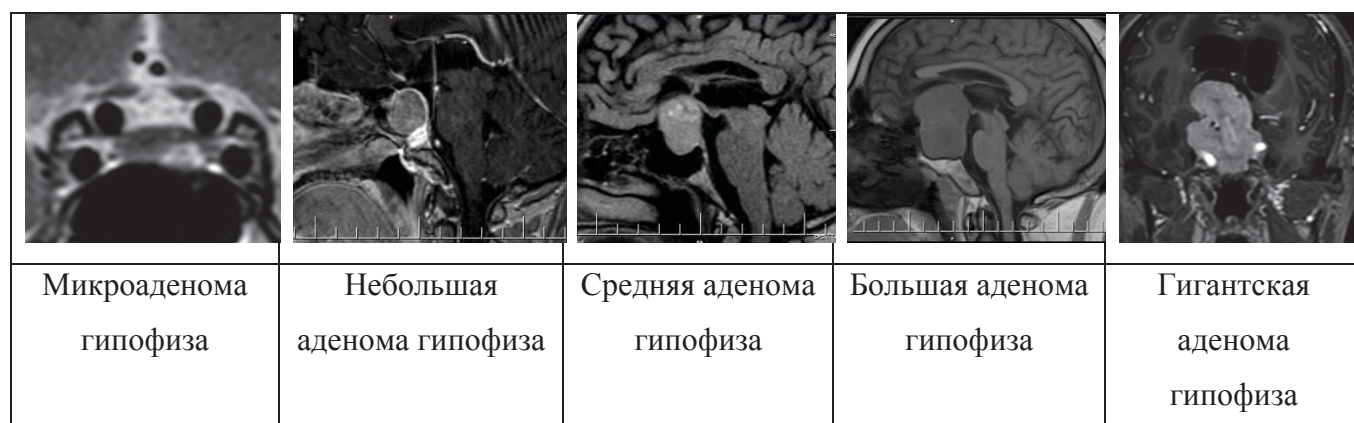 Микроаденома
гипофиза
Небольшая
аденома гипофиза
Средняя аденома
гипофиза
Большая аденома
гипофиза
Гигантская
аденома
гипофиза